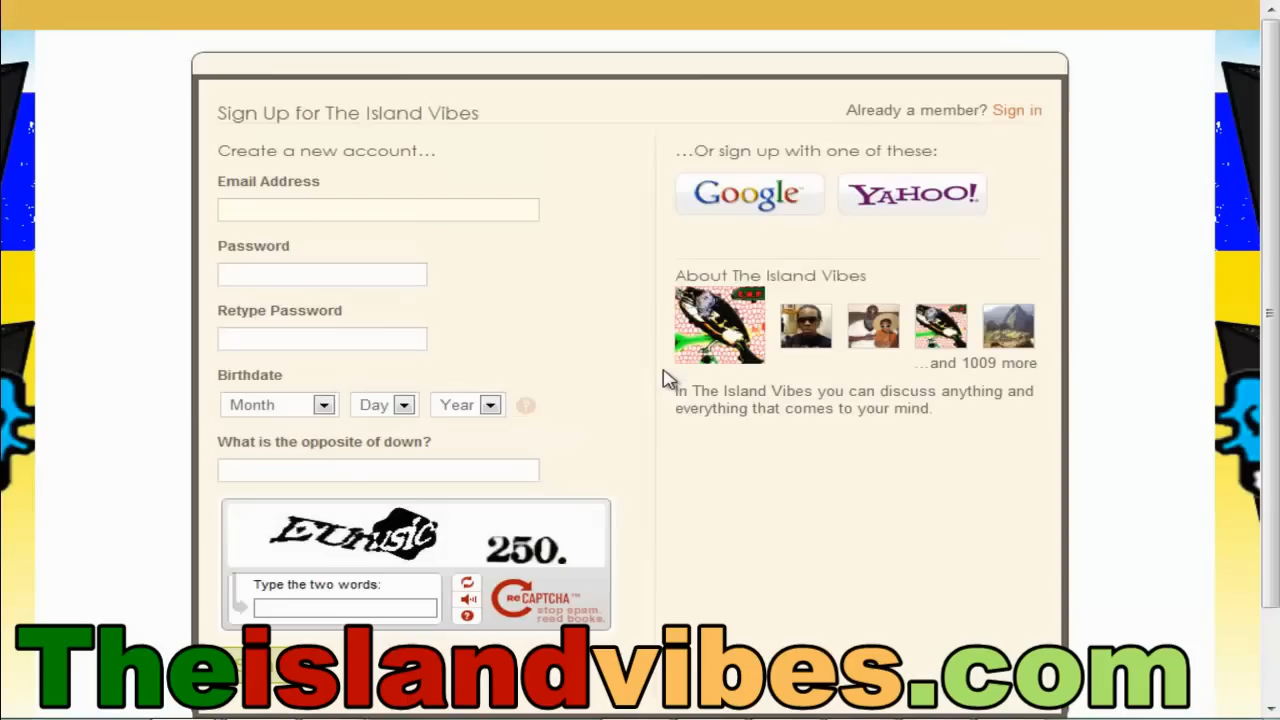 Sign Up for The Island Vibes
Already a member? Sign in
Create a new account…
Email Address
Password
Retype Password
Birthdate
Month Day Year ?
What is the opposite of down?
250.
Type the two words:
?
reCAPTCHA™
stop spam.
read books.
…Or sign up with one of these:
Google™ YAHOO!
About The Island Vibes
…and 1009 more
In The Island Vibes you can discuss anything and
everything that comes to your mind.
Theislandvibes.com